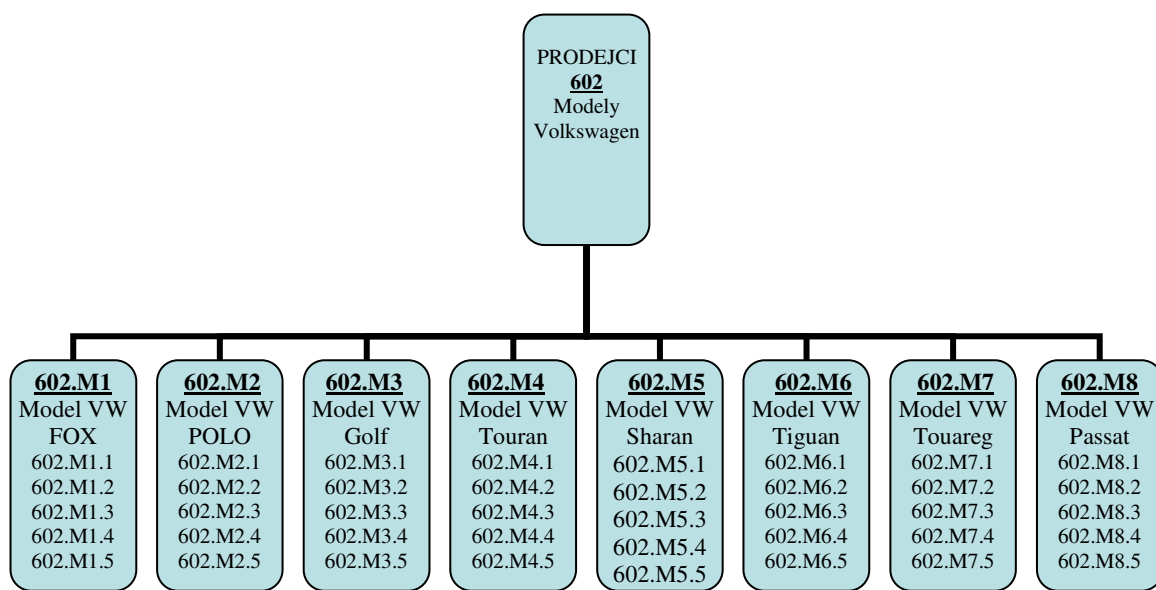 PRODEJCI
602
Modely
Volkswagen
602.M1
Model VW
FOX
602.M1.1
602.M1.2
602.M1.3
602.M1.4
602.M1.5
602.M2
Model VW
POLO
602.M2.1
602.M2.2
602.M2.3
602.M2.4
602.M2.5
602.M3
Model VW
Golf
602.M3.1
602.M3.2
602.M3.3
602.M3.4
602.M3.5
602.M4
Model VW
Touran
602.M4.1
602.M4.2
602.M4.3
602.M4.4
602.M4.5
602.M5
Model VW
Sharan
602.M5.1
602.M5.2
602.M5.3
602.M5.4
602.M5.5
602.M6
Model VW
Tiguan
602.M6.1
602.M6.2
602.M6.3
602.M6.4
602.M6.5
602.M7
Model VW
Touareg
602.M7.1
602.M7.2
602.M7.3
602.M7.4
602.M7.5
602.M8
Model VW
Passat
602.M8.1
602.M8.2
602.M8.3
602.M8.4
602.M8.5